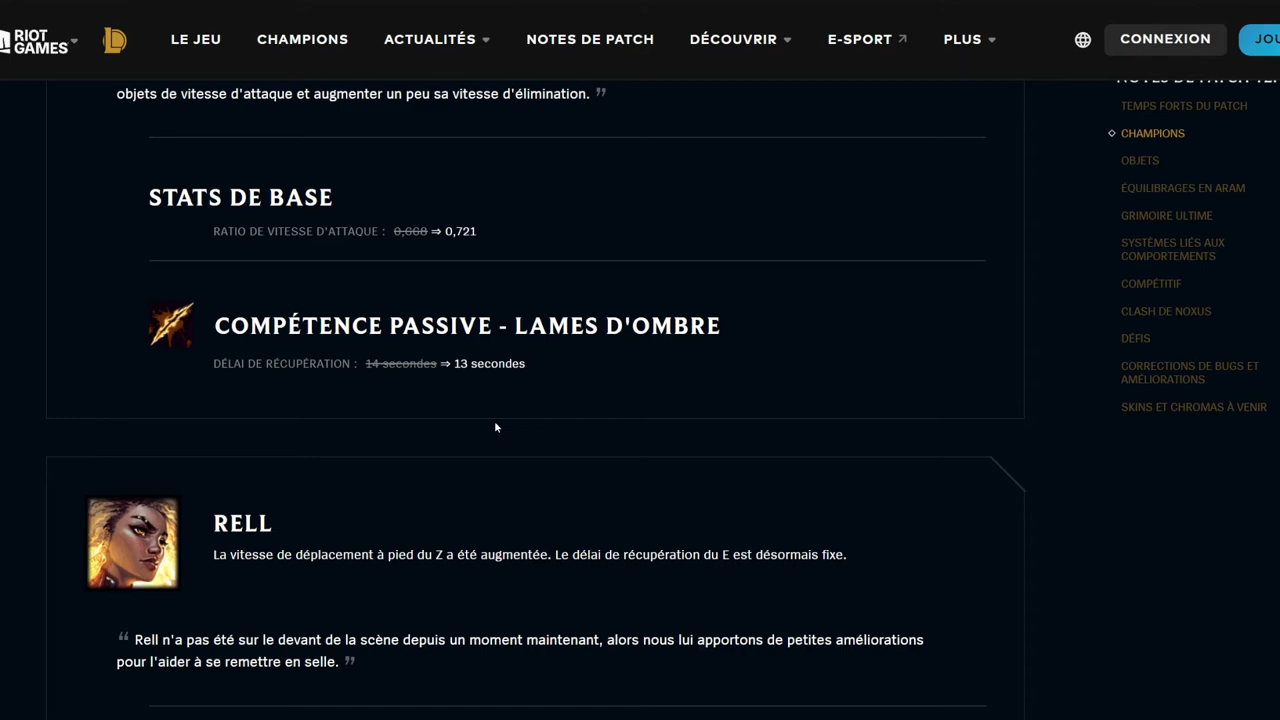 RIOT
GAMES
LE JEU
CHAMPIONS
ACTUALITÉS
NOTES DE PATCH
DÉCOUVRIR
E-SPORT
PLUS
CONNEXION
objets de vitesse d'attaque et augmenter un peu sa vitesse d'élimination. ”
STATS DE BASE
RATIO DE VITESSE D'ATTAQUE : 0,668 ⇒ 0,721
COMPÉTENCE PASSIVE - LAMES D'OMBRE
DÉLAI DE RÉCUPÉRATION : 14 secondes ⇒ 13 secondes
RELL
La vitesse de déplacement à pied du Z a été augmentée. Le délai de récupération du E est désormais fixe.
“ Rell n'a pas été sur le devant de la scène depuis un moment maintenant, alors nous lui apportons de petites améliorations
pour l'aider à se remettre en selle. ”
NOTES DE PATCH
TEMPS FORTS DU PATCH
CHAMPIONS
OBJETS
ÉQUILIBRAGES EN ARAM
GRIMOIRE ULTIME
SYSTÈMES LIÉS AUX
COMPORTEMENTS
COMPÉTITIF
CLASH DE NOXUS
DÉFIS
CORRECTIONS DE BUGS ET
AMÉLIORATIONS
SKINS ET CHROMAS À VENIR